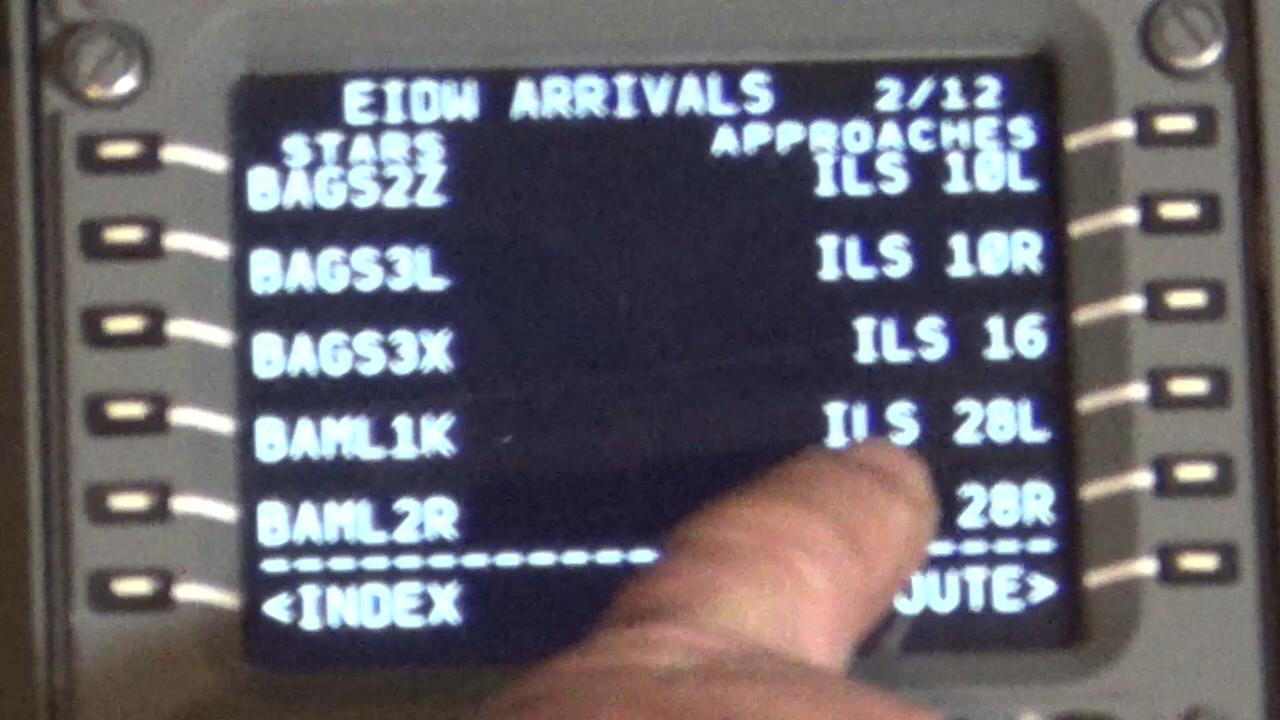 EIDW ARRIVALS 2/12
STARS APPROACHES
BAGS2Z ILS 10L
BAGS3L ILS 10R
BAGS3X ILS 16
BAML1K ILS 28L
BAML2R 28R
<INDEX UTE>